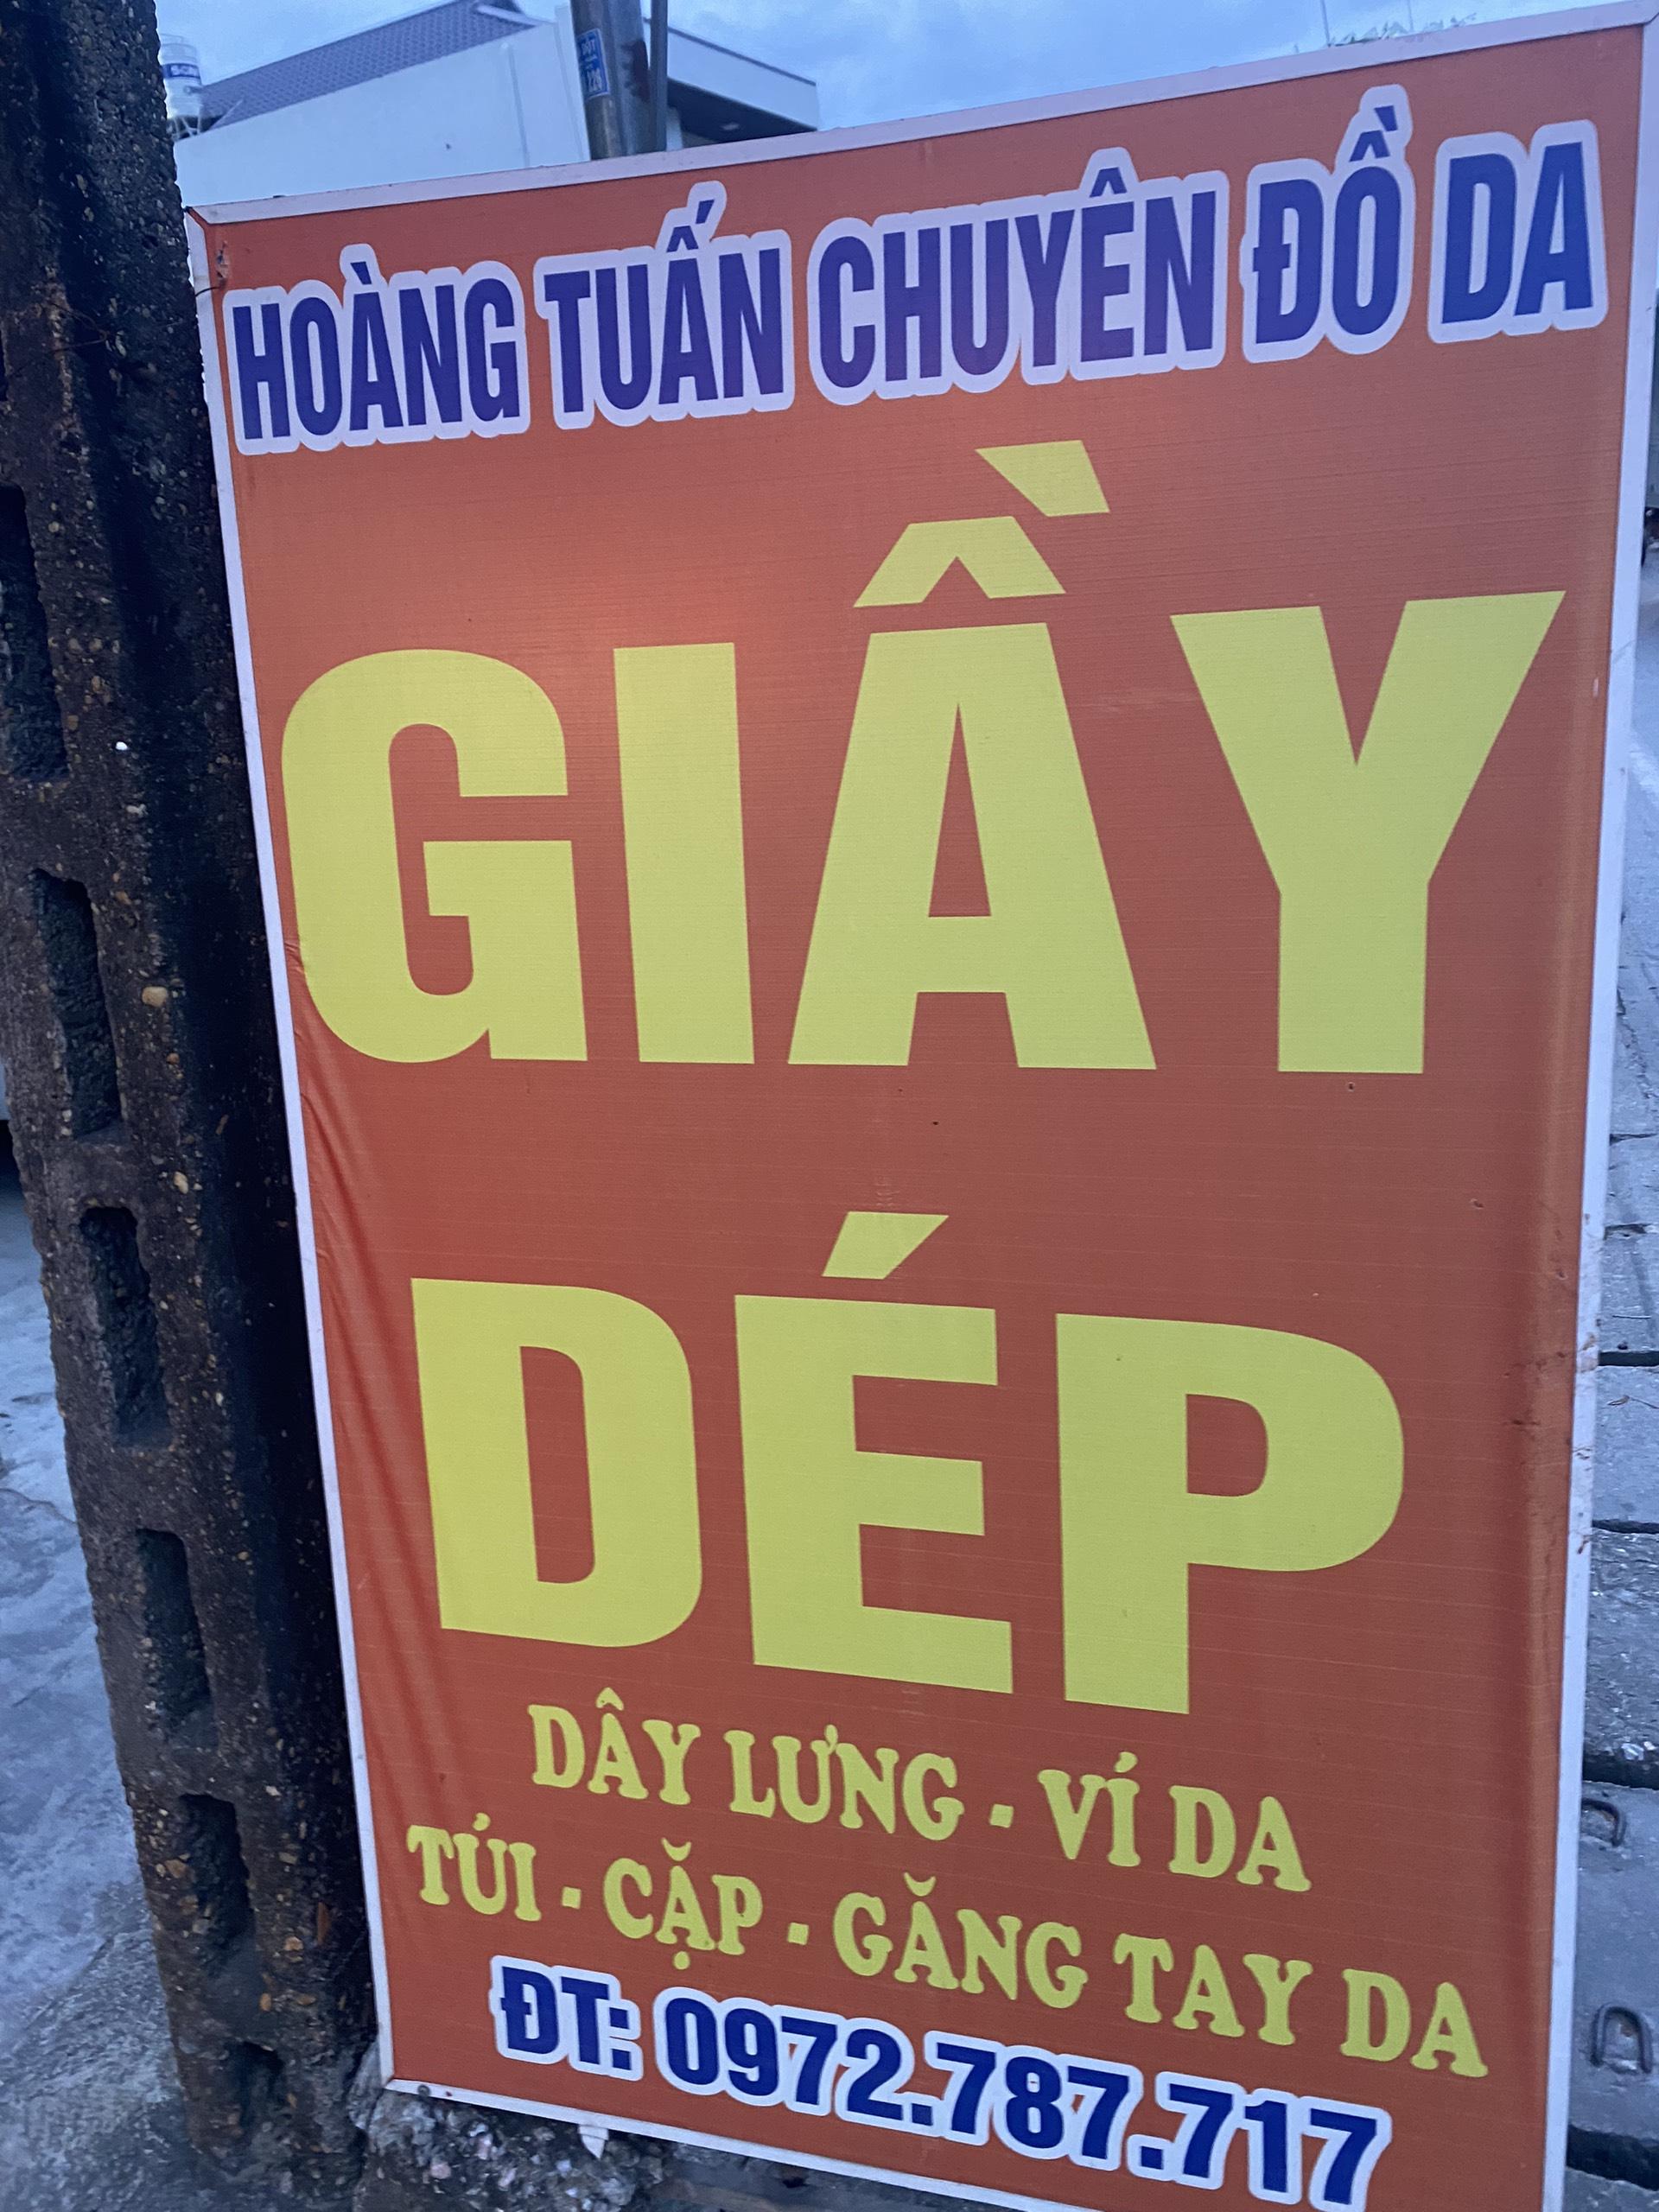 HOÀNG TUẤN CHUYÊN ĐỒ DA
GIẦY
DÉP
DÂY LƯNG - VÍ DA
TÚI - CẶP - GĂNG TAY DA
ĐT: 0972.787.717